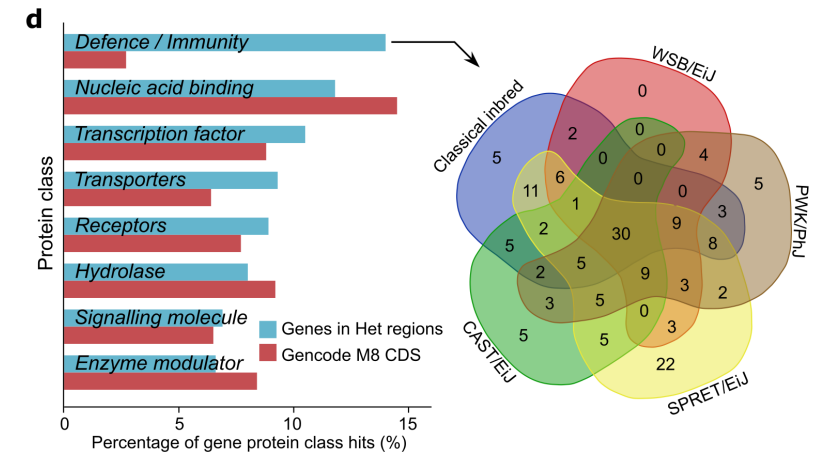 d
Protein class
Defence / Immunity
Nucleic acid binding
Transcription factor
Transporters
Receptors
Hydrolase
Signalling molecule
Enzyme modulator
Genes in Het regions
Gencode M8 CDS
0 5 10 15
Percentage of gene protein class hits (%)
Classical inbred
WSB/EiJ
PWK/PhJ
SPRET/EiJ
CAST/EiJ
0
2 0
5 0 0 4
11 6 0 0 5
1 3
2 30 9 8
5
2 5 9 3 2
3 5 0
5 5 3
22